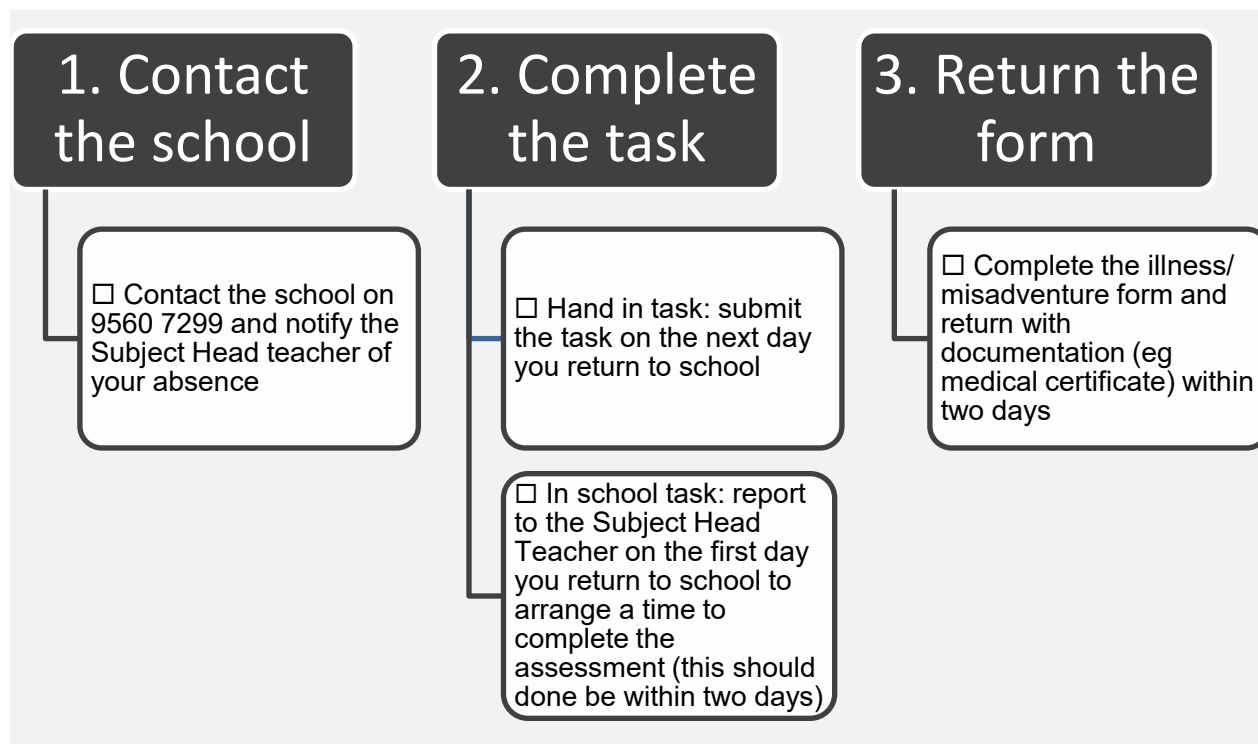 1. Contact
the school
☐ Contact the school on
9560 7299 and notify the
Subject Head teacher of
your absence
2. Complete
the task
☐ Hand in task: submit
the task on the next day
you return to school
☐ In school task: report
to the Subject Head
Teacher on the first day
you return to school to
arrange a time to
complete the
assessment (this should
done be within two days)
3. Return the
form
☐ Complete the illness/
misadventure form and
return with
documentation (eg
medical certificate) within
two days